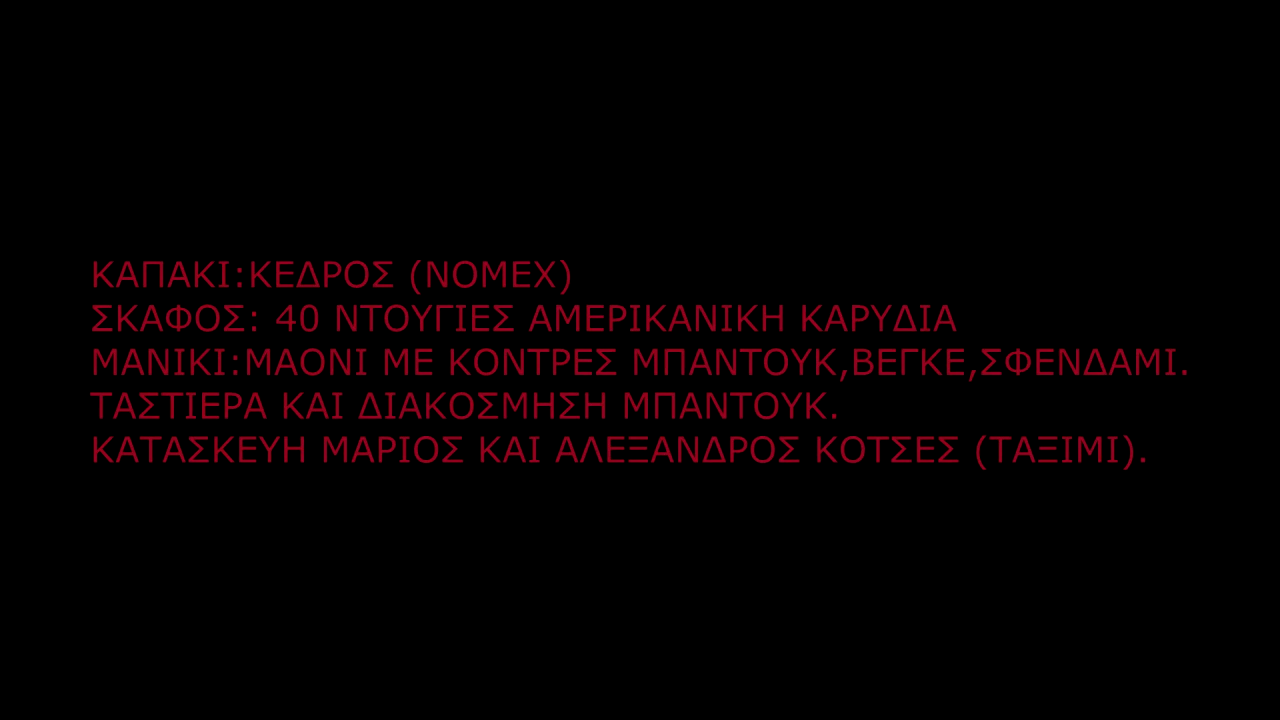 ΚΑΠΑΚΙ:ΚΕΔΡΟΣ (NOMEX)
ΣΚΑΦΟΣ: 40 ΝΤΟΥΓΙΕΣ ΑΜΕΡΙΚΑΝΙΚΗ ΚΑΡΥΔΙΑ
ΜΑΝΙΚΙ:ΜΑΟΝΙ ΜΕ ΚΟΝΤΡΕΣ ΜΠΑΝΤΟΥΚ,ΒΕΓΚΕ,ΣΦΕΝΔΑΜΙ.
ΤΑΣΤΙΕΡΑ ΚΑΙ ΔΙΑΚΟΣΜΗΣΗ ΜΠΑΝΤΟΥΚ.
ΚΑΤΑΣΚΕΥΗ ΜΑΡΙΟΣ ΚΑΙ ΑΛΕΞΑΝΔΡΟΣ ΚΟΤΣΕΣ (ΤΑΞΙΜΙ).